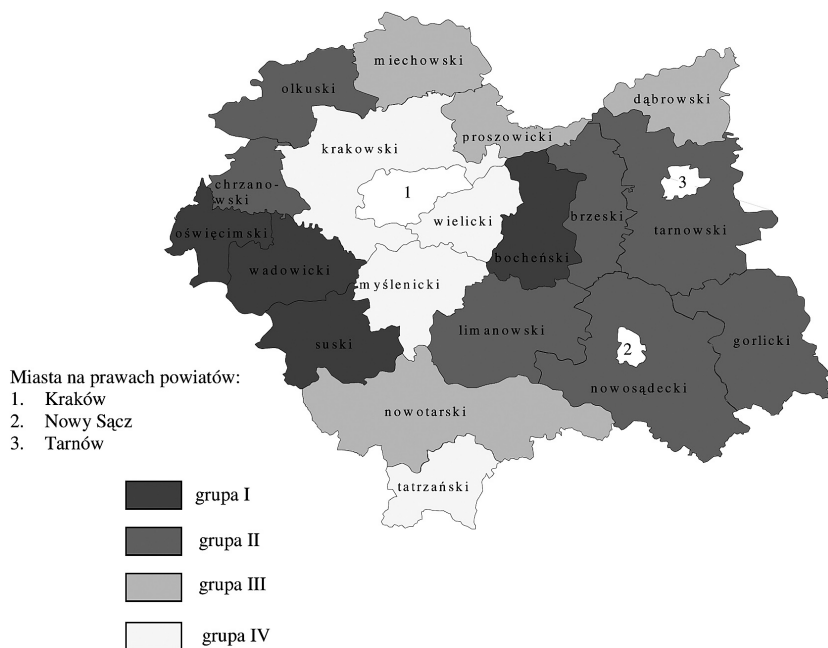 miechowski
olkuski
dąbrowski
proszowicki
krakowski
3
chrzano-
wski
1
wielicki
brzeski
tarnowski
oświęcimski
wadowicki
bocheński
myślenicki
limanowski
gorlicki
suski
2
nowosądecki
nowotarski
tatrzański
Miasta na prawach powiatów:
1. Kraków
2. Nowy Sącz
3. Tarnów
grupa I
grupa II
grupa III
grupa IV